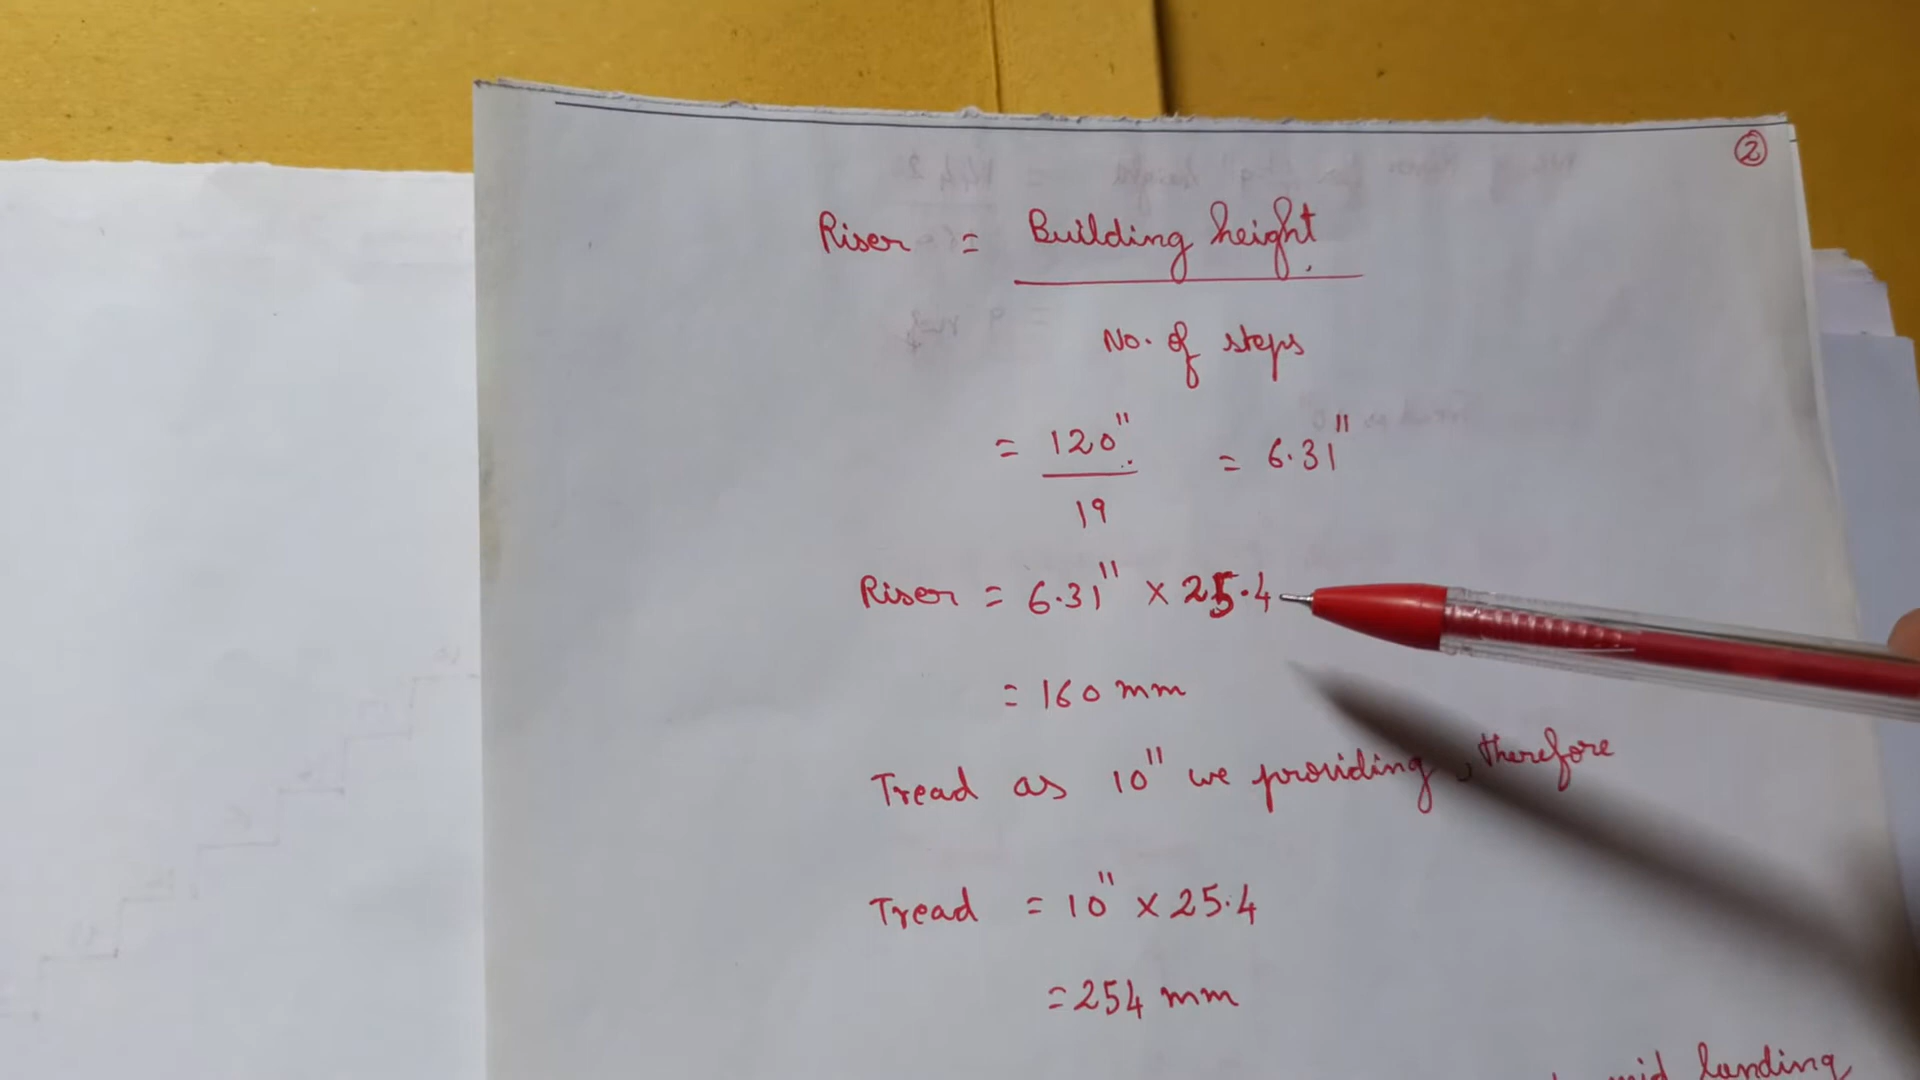 2
Riser = Building height
No. of steps
= 120" / 19 = 6.31"
Riser = 6.31" × 25.4
= 160 mm
Tread as 10" we providing, therefore
Tread = 10" × 25.4
= 254 mm
mid landing